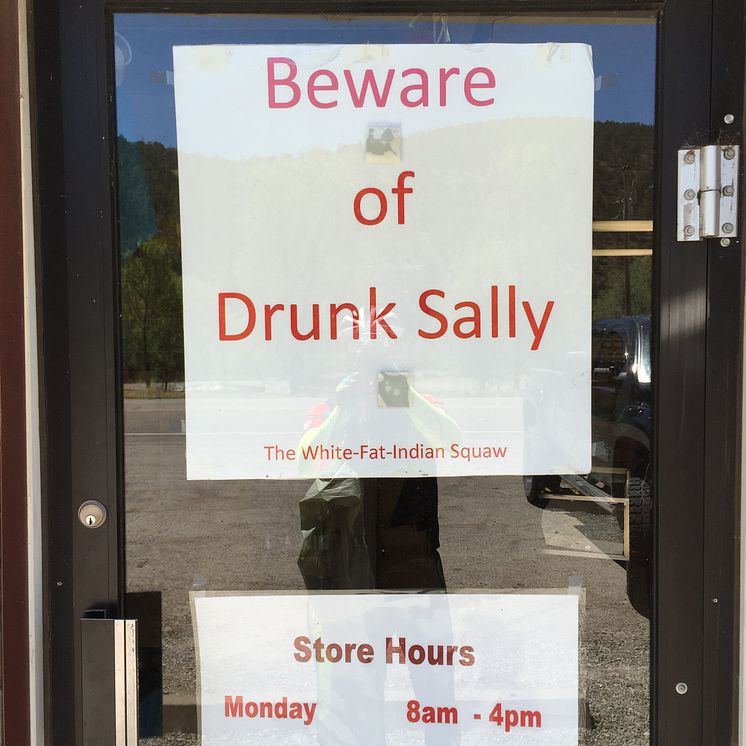 Beware
of
Drunk Sally
The White-Fat-Indian Squaw
Store Hours
Monday 8am - 4pm